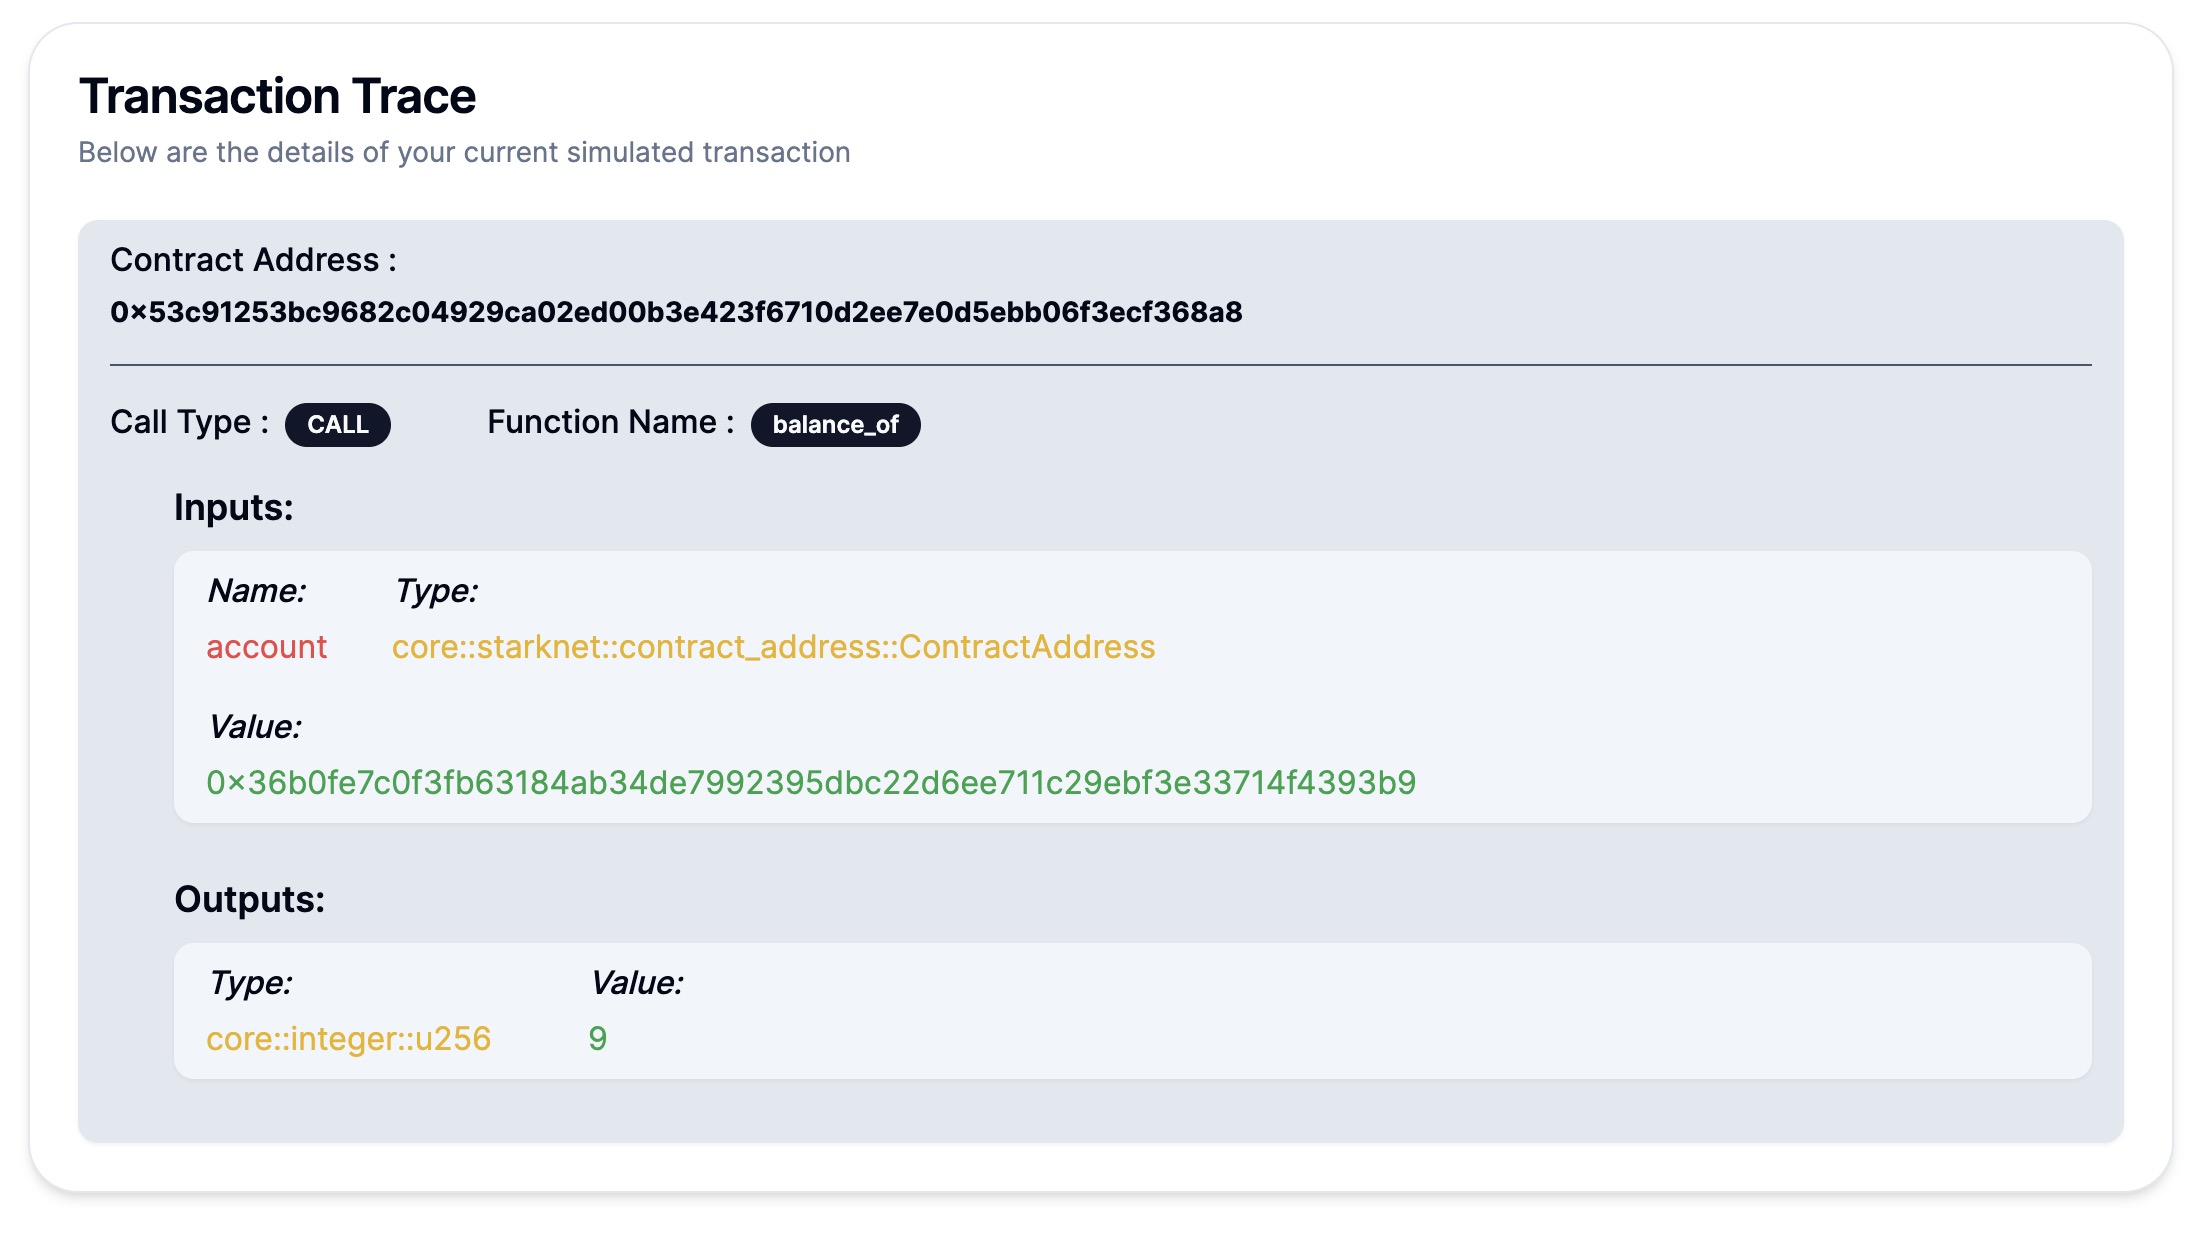 Transaction Trace
Below are the details of your current simulated transaction
Contract Address :
0x53c91253bc9682c04929ca02ed00b3e423f6710d2ee7e0d5ebb06f3ecf368a8
Call Type : CALL Function Name : balance_of
Inputs:
Name: Type:
account core::starknet::contract_address::ContractAddress
Value:
0x36b0fe7c0f3fb63184ab34de7992395dbc22d6ee711c29ebf3e33714f4393b9
Outputs:
Type: Value:
core::integer::u256 9